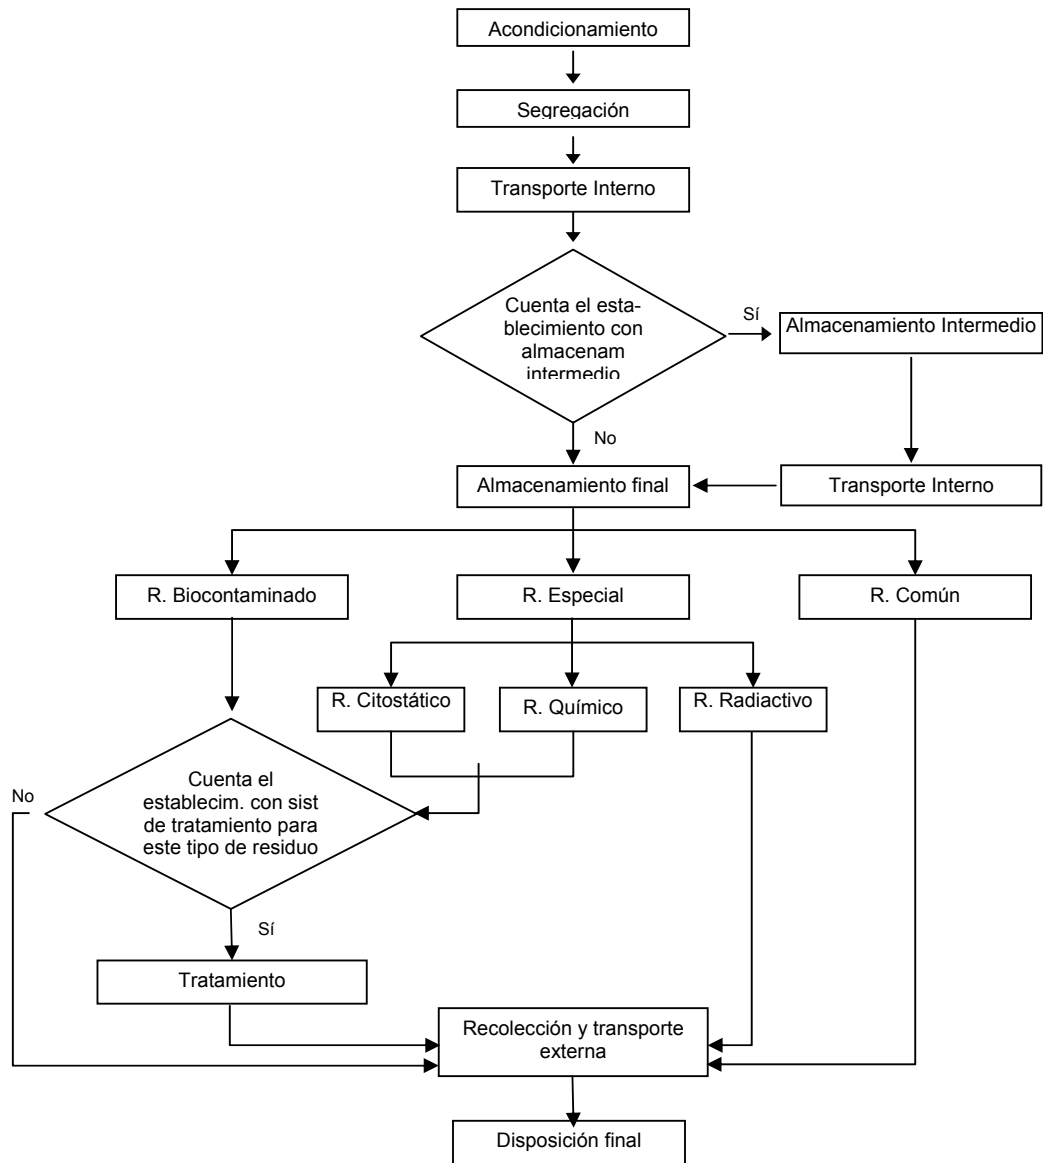 Acondicionamiento
Segregación
Transporte Interno
Cuenta el esta-
blecimiento con
almacenam
intermedio
Sí
Almacenamiento Intermedio
No
Almacenamiento final
Transporte Interno
R. Biocontaminado
R. Especial
R. Común
R. Citostático
R. Químico
R. Radiactivo
No
Cuenta el
establecim. con sist
de tratamiento para
este tipo de residuo
Sí
Tratamiento
Recolección y transporte
externa
Disposición final